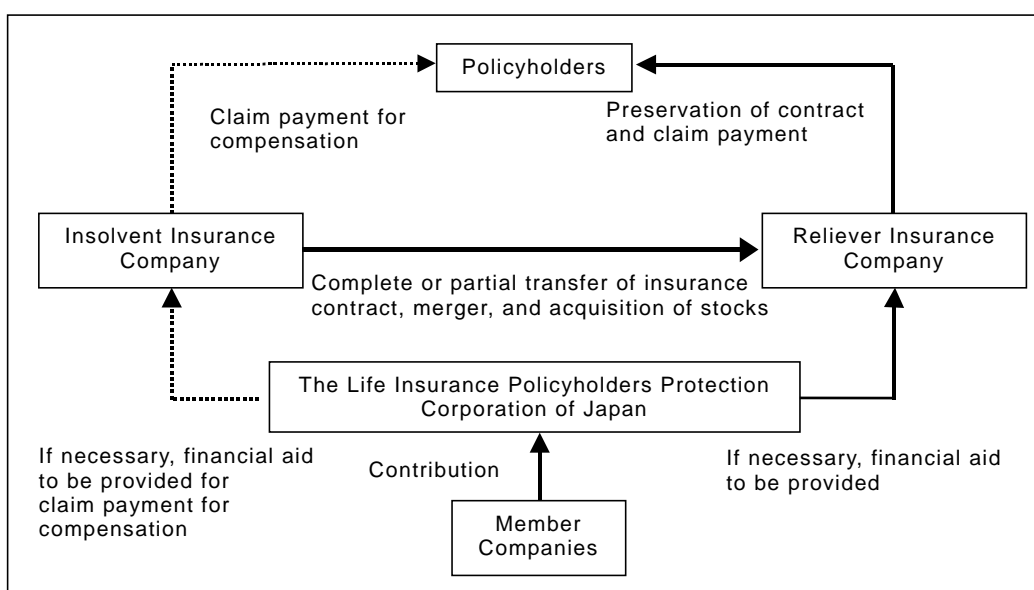 Policyholders
Claim payment for
compensation
Preservation of contract
and claim payment
Insolvent Insurance
Company
Reliever Insurance
Company
Complete or partial transfer of insurance
contract, merger, and acquisition of stocks
The Life Insurance Policyholders Protection
Corporation of Japan
If necessary, financial aid
to be provided for
claim payment for
compensation
Contribution
If necessary, financial aid
to be provided
Member
Companies